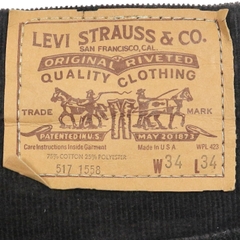 LEVI STRAUSS & CO.
SAN FRANCISCO, CAL.
ORIGINAL RIVETED
QUALITY CLOTHING
TRADE MARK
PATENTED IN U.S. MAY 20 1873
Care Instructions Inside Garment Made in U S A WPL 423
75% COTTON 25% POLYESTER
517 1558 W 34 L 34